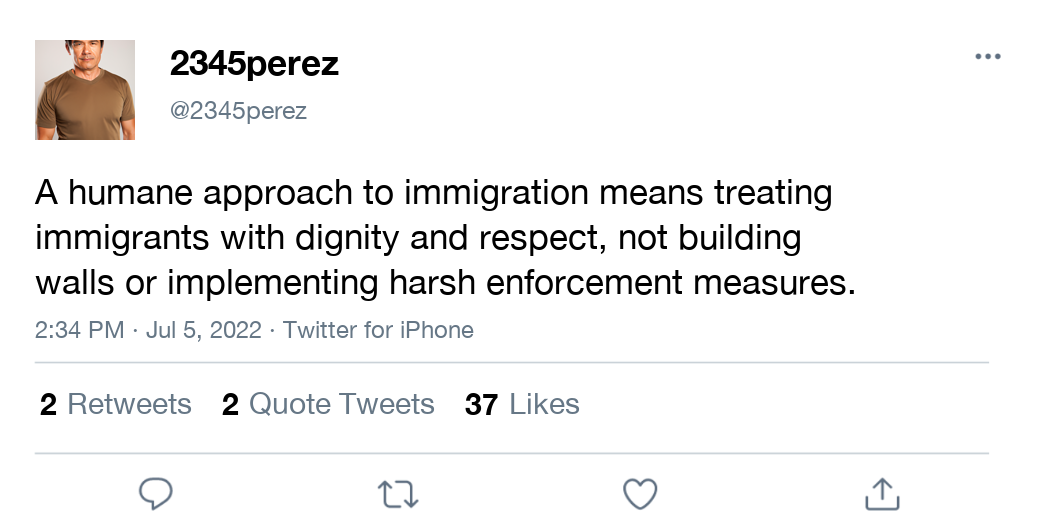 2345perez
@2345perez
A humane approach to immigration means treating
immigrants with dignity and respect, not building
walls or implementing harsh enforcement measures.
2:34 PM · Jul 5, 2022 · Twitter for iPhone
2 Retweets 2 Quote Tweets 37 Likes